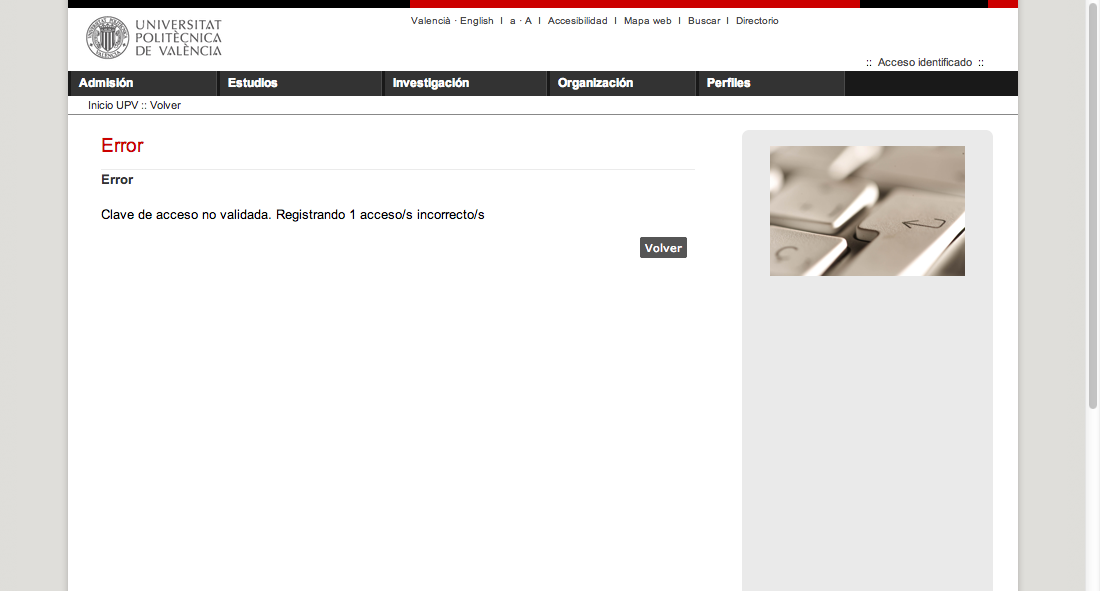 UNIVERSITAT
POLITÈCNICA
DE VALÈNCIA
Valencià · English I a · A I Accesibilidad I Mapa web I Buscar I Directorio
:: Acceso identificado ::
Admisión Estudios Investigación Organización Perfiles
Inicio UPV :: Volver
Error
Error
Clave de acceso no validada. Registrando 1 acceso/s incorrecto/s
Volver